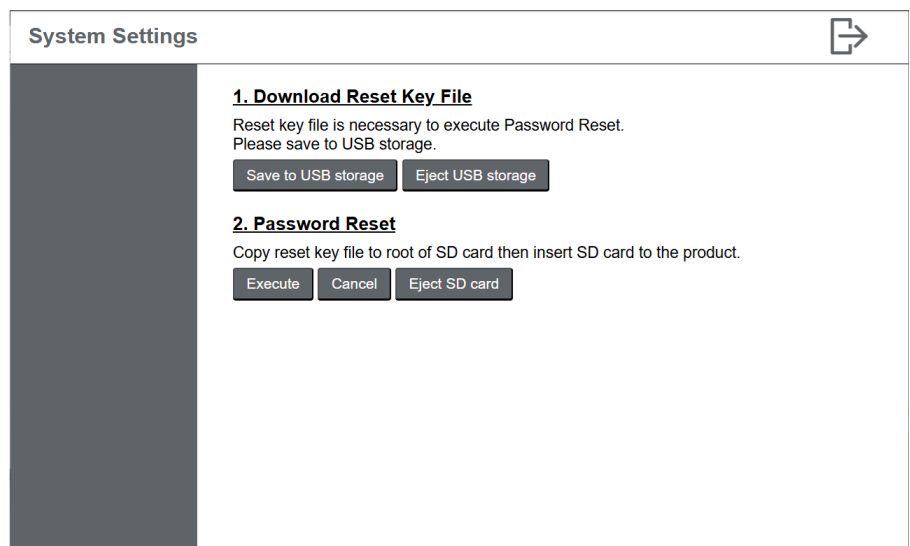 System Settings
1. Download Reset Key File
Reset key file is necessary to execute Password Reset.
Please save to USB storage.
Save to USB storage Eject USB storage
2. Password Reset
Copy reset key file to root of SD card then insert SD card to the product.
Execute Cancel Eject SD card